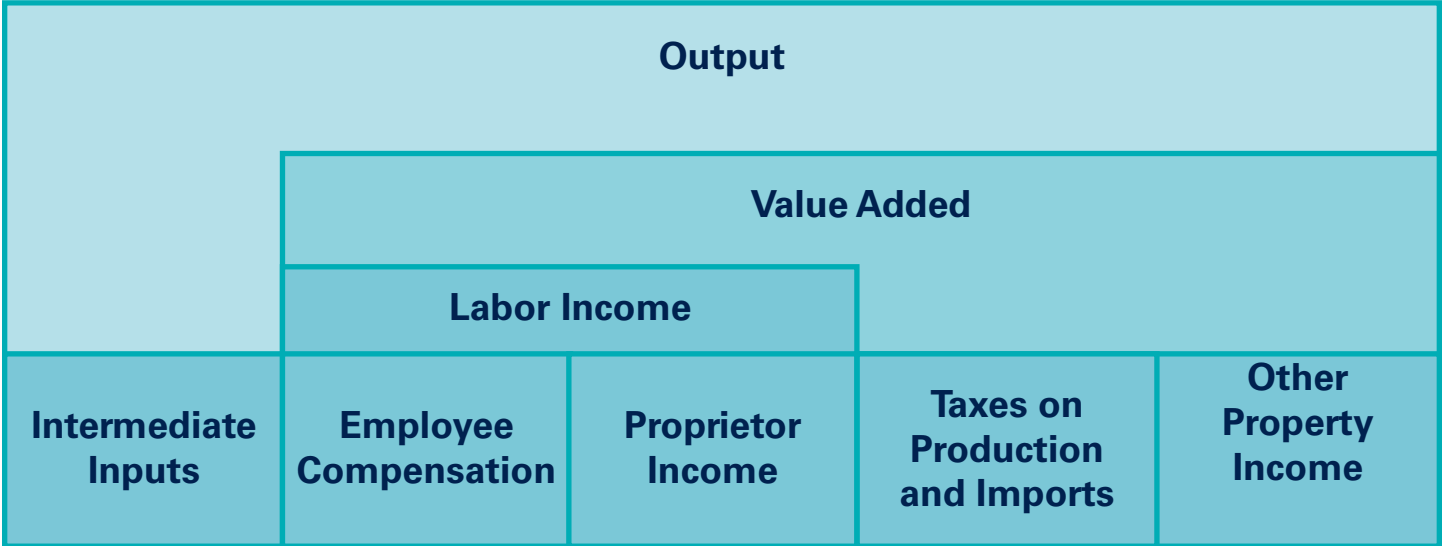 Output
Value Added
Labor Income
Intermediate
Inputs
Employee
Compensation
Proprietor
Income
Taxes on
Production
and Imports
Other
Property
Income